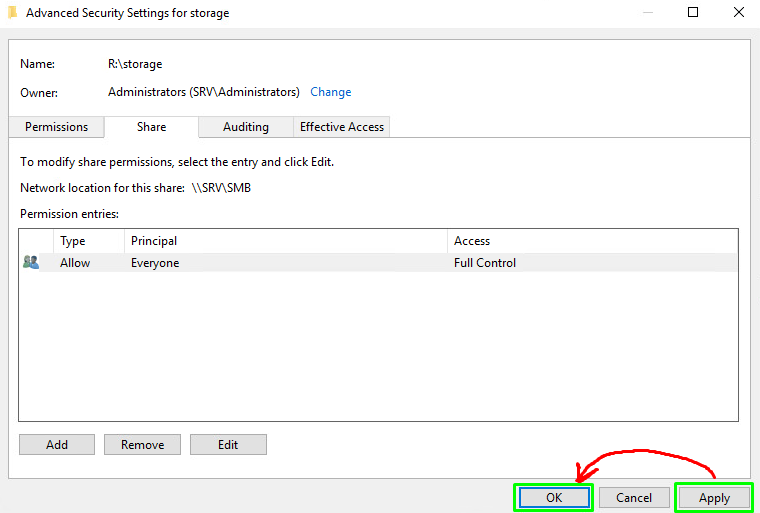 Advanced Security Settings for storage
Name: R:\storage
Owner: Administrators (SRV\Administrators) Change
Permissions Share Auditing Effective Access
To modify share permissions, select the entry and click Edit.
Network location for this share: \\SRV\SMB
Permission entries:
Type Principal Access
Allow Everyone Full Control
Add Remove Edit
OK Cancel Apply